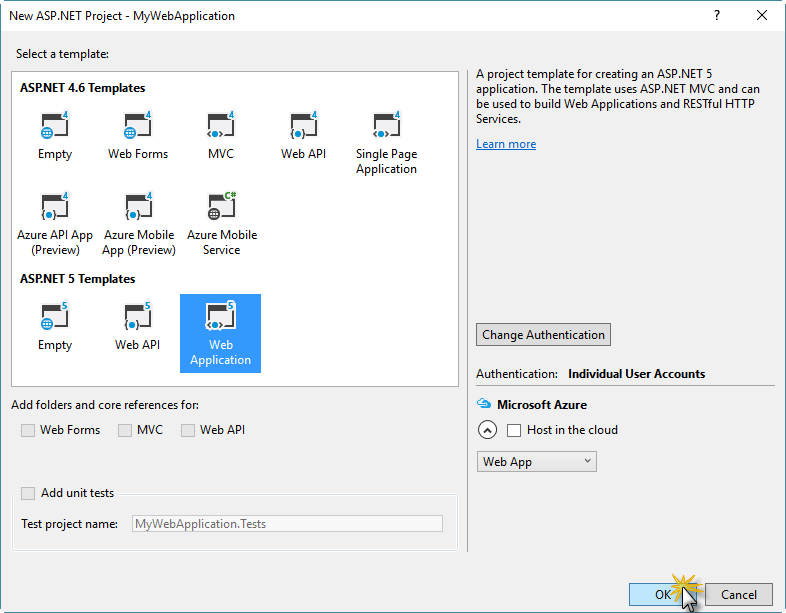 New ASP.NET Project - MyWebApplication
?
Select a template:
ASP.NET 4.6 Templates
4
4
4
4
4
Empty
Web Forms
MVC
Web API
Single Page
Application
4
4
C#
Azure API App
(Preview)
Azure Mobile
App (Preview)
Azure Mobile
Service
ASP.NET 5 Templates
5
5
5
Empty
Web API
Web
Application
A project template for creating an ASP.NET 5
application. The template uses ASP.NET MVC and can
be used to build Web Applications and RESTful HTTP
Services.
Learn more
Change Authentication
Authentication: Individual User Accounts
Microsoft Azure
Host in the cloud
Web App
Add folders and core references for:
Web Forms
MVC
Web API
Add unit tests
Test project name: MyWebApplication.Tests
OK
Cancel